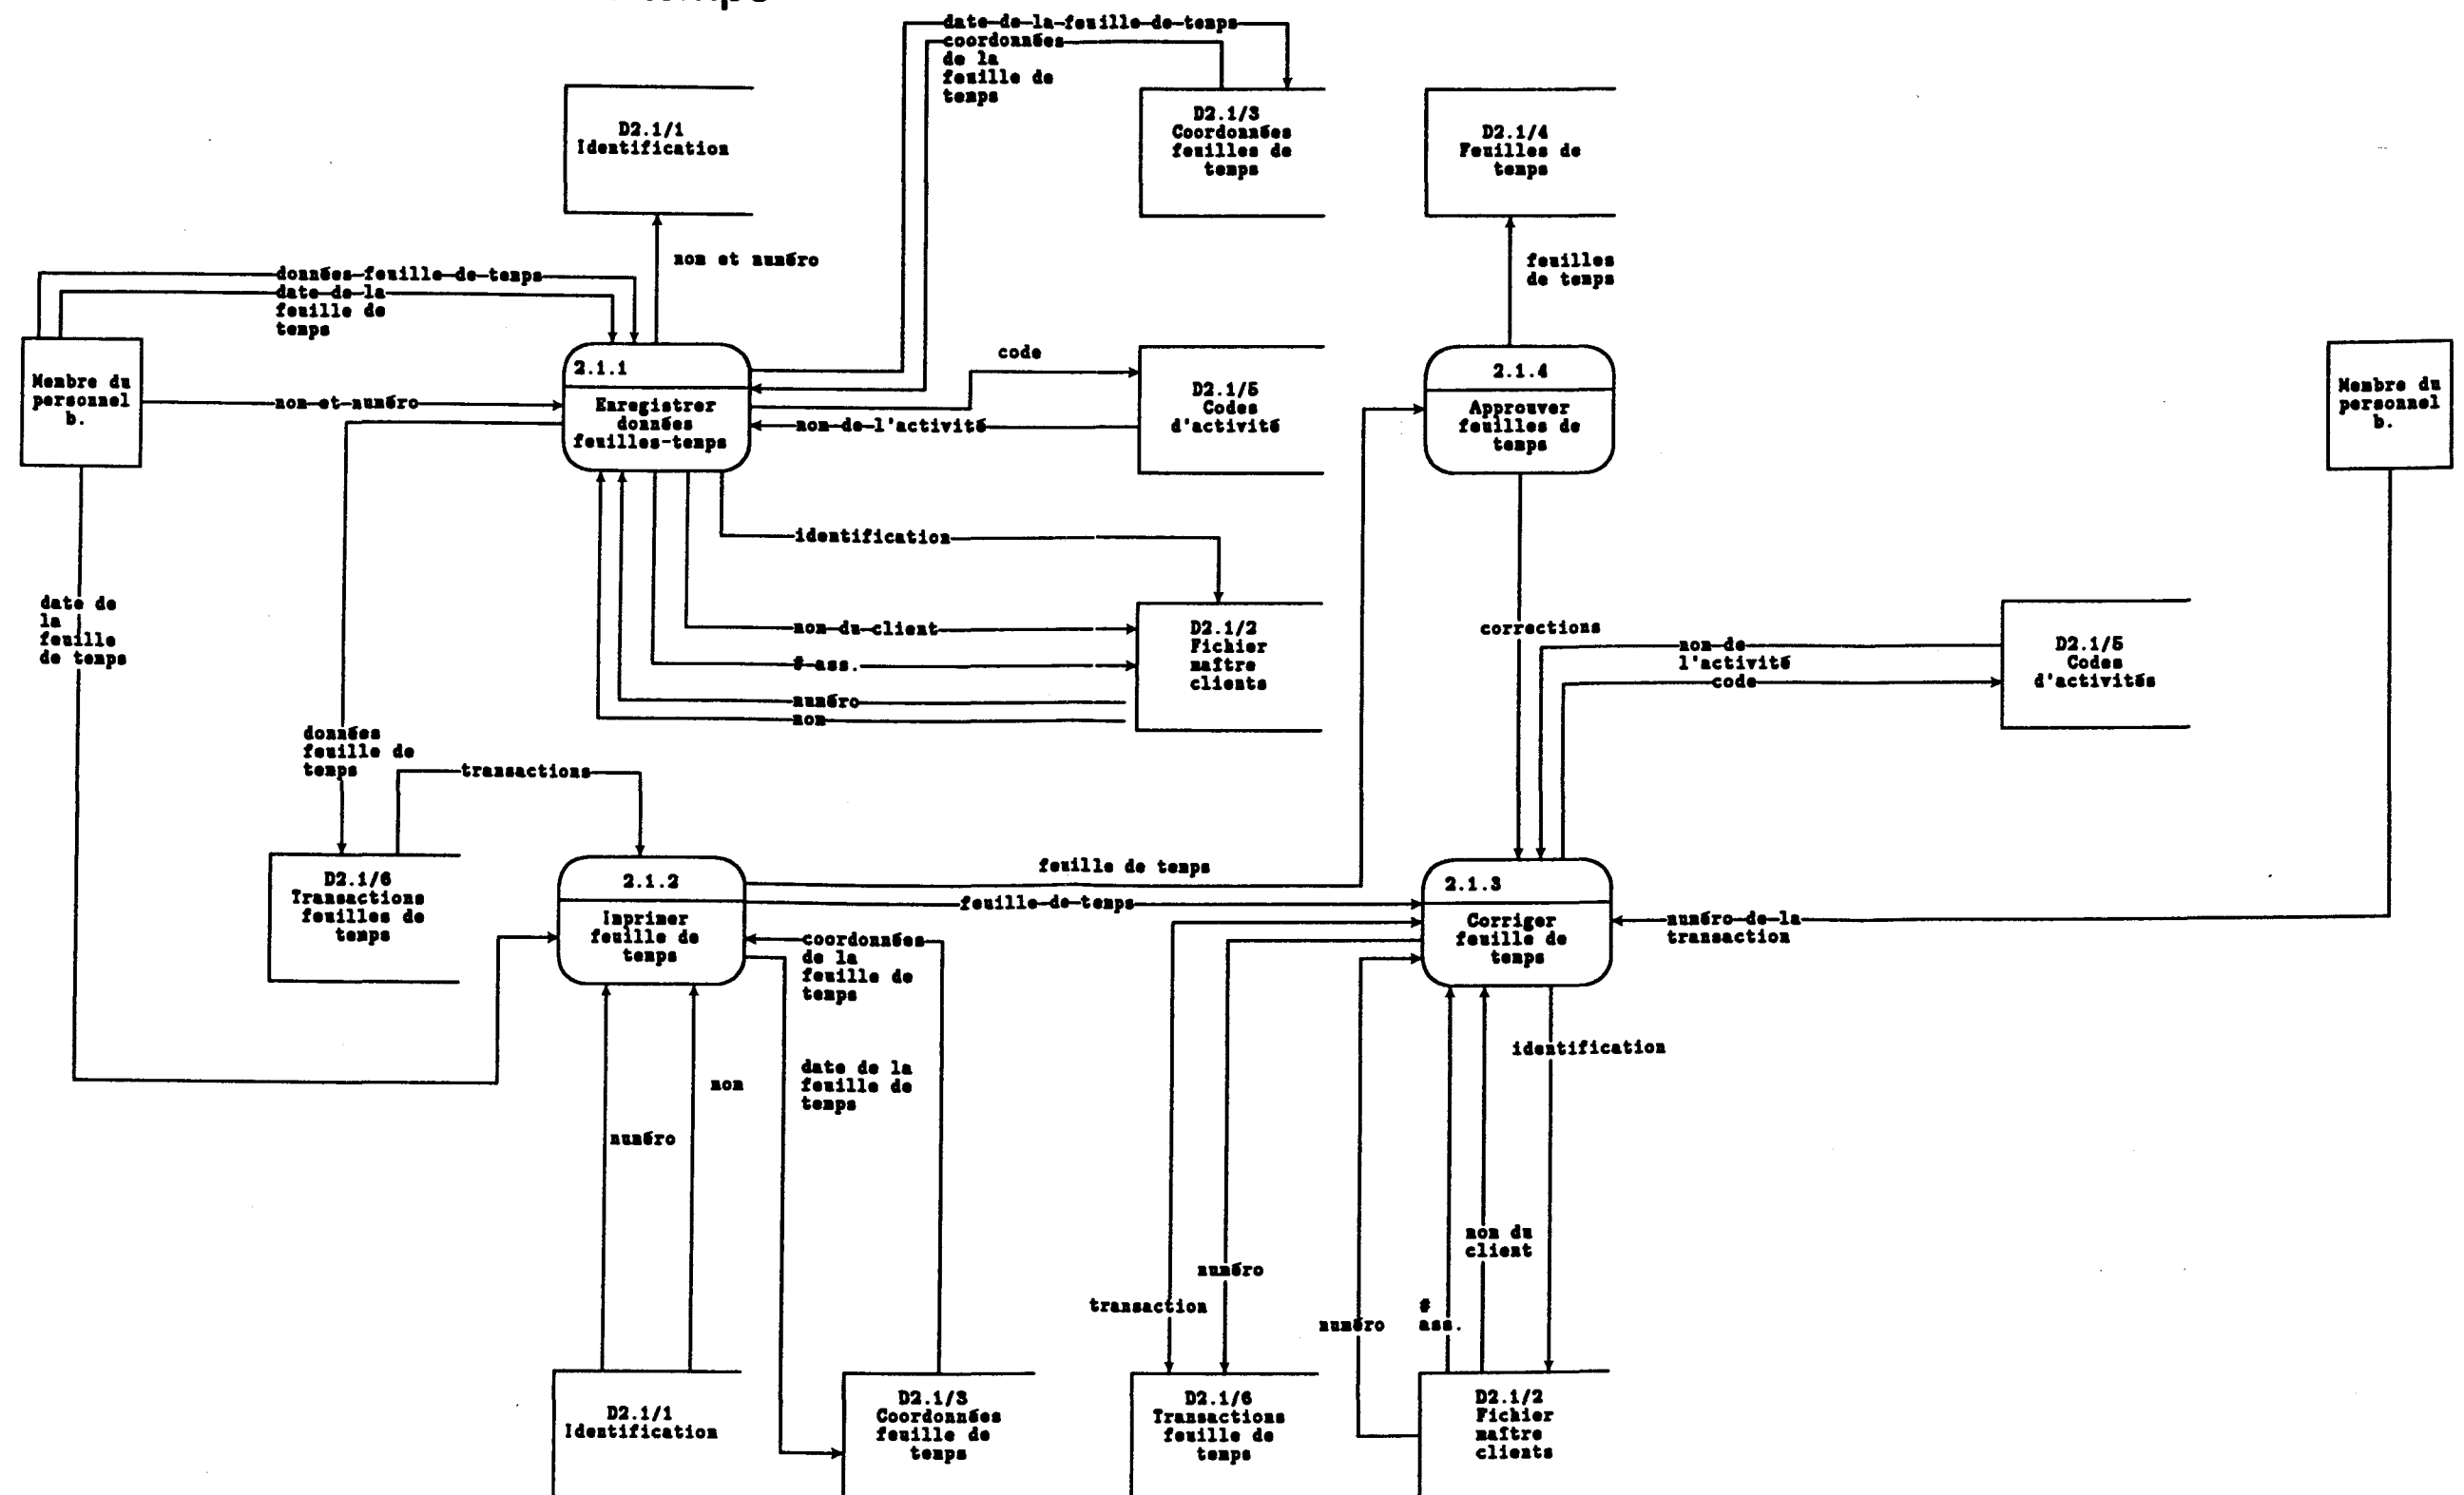 date-de-la-feuille-de-temps
coordonnées
de la
feuille de
temps
D2.1/1
Identification
D2.1/3
Coordonnées
feuilles de
temps
D2.1/4
Feuilles de
temps
nom et numéro
feuilles
de temps
données-feuille-de-temps
date-de-la
feuille de
temps
Membre du
personnel
b.
nom-et-numéro
2.1.1
Enregistrer
données
feuilles-temps
code
nom-de-l'activité
D2.1/5
Codes
d'activité
2.1.4
Approuver
feuilles de
temps
Membre du
personnel
b.
identification
nom-du-client
#-ass.
numéro
nom
D2.1/2
Fichier
maître
clients
date de
la
feuille
de temps
corrections
nom-de
l'activité
code
D2.1/5
Codes
d'activités
données
feuille de
temps
transactions
D2.1/6
Transactions
feuilles de
temps
2.1.2
Imprimer
feuille de
temps
feuille de temps
feuille-de-temps
2.1.3
Corriger
feuille de
temps
numéro-de-la
transaction
coordonnées
de la
feuille de
temps
date de la
feuille de
temps
nom
numéro
identification
nom du
client
numéro
transaction
numéro
#
ass.
D2.1/1
Identification
D2.1/3
Coordonnées
feuille de
temps
D2.1/6
Transactions
feuille de
temps
D2.1/2
Fichier
maître
clients